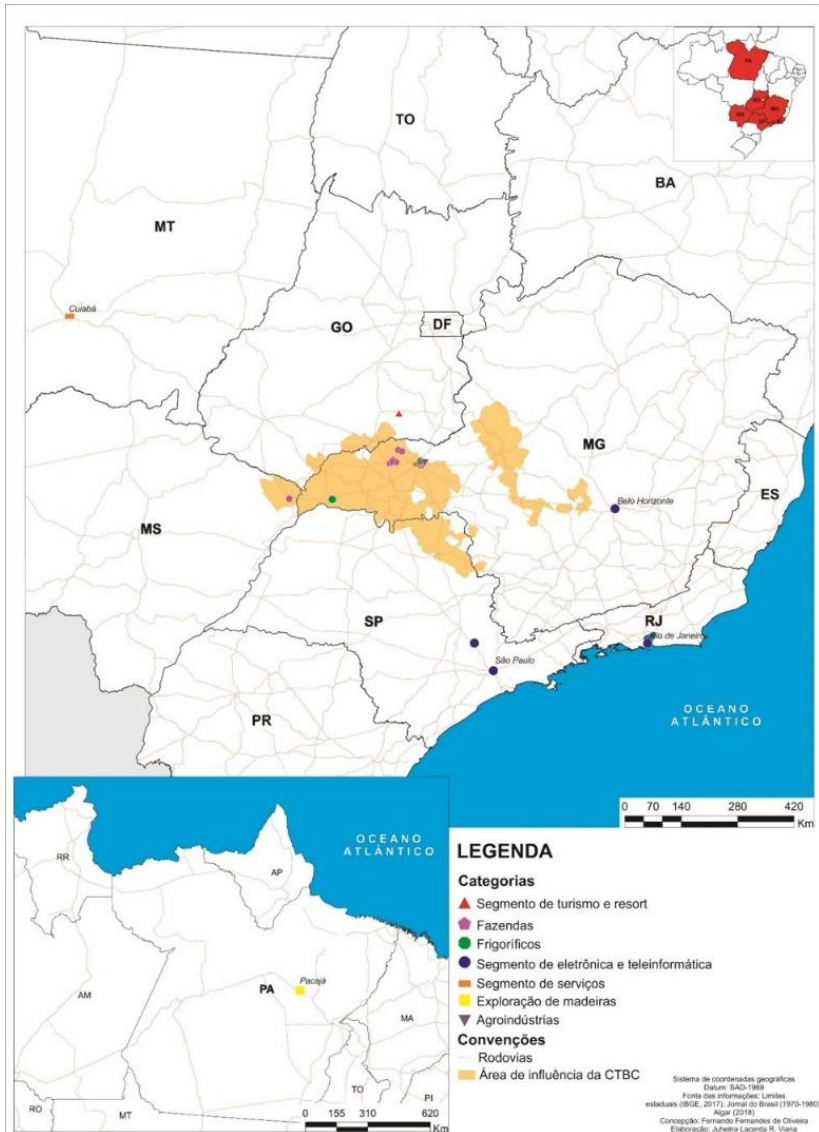 PA
TO
BA
MT
Cuiabá
GO
DF
MG
Belo Horizonte
ES
MS
SP
RJ
Rio de Janeiro
São Paulo
PR
OCEANO
ATLÂNTICO
0 70 140 280 420
Km
OCEANO
ATLÂNTICO
RR
AP
AM
PA
Pacajá
MA
RO
MT
TO
PI
0 155 310 620
Km
LEGENDA
Categorias
Segmento de turismo e resort
Fazendas
Frigoríficos
Segmento de eletrônica e teleinformática
Segmento de serviços
Exploração de madeiras
Agroindústrias
Convenções
Rodovias
Área de influência da CTBC
Sistema de coordenadas geográficas
Datum: SAD-1969
Fonte das informações: Limites
estaduais (IBGE, 2017); Jornal do Brasil (1970-1980)
Algar (2018)
Concepção: Fernando Fernandes de Oliveira
Elaboração: Juheina Lacerda R. Viana